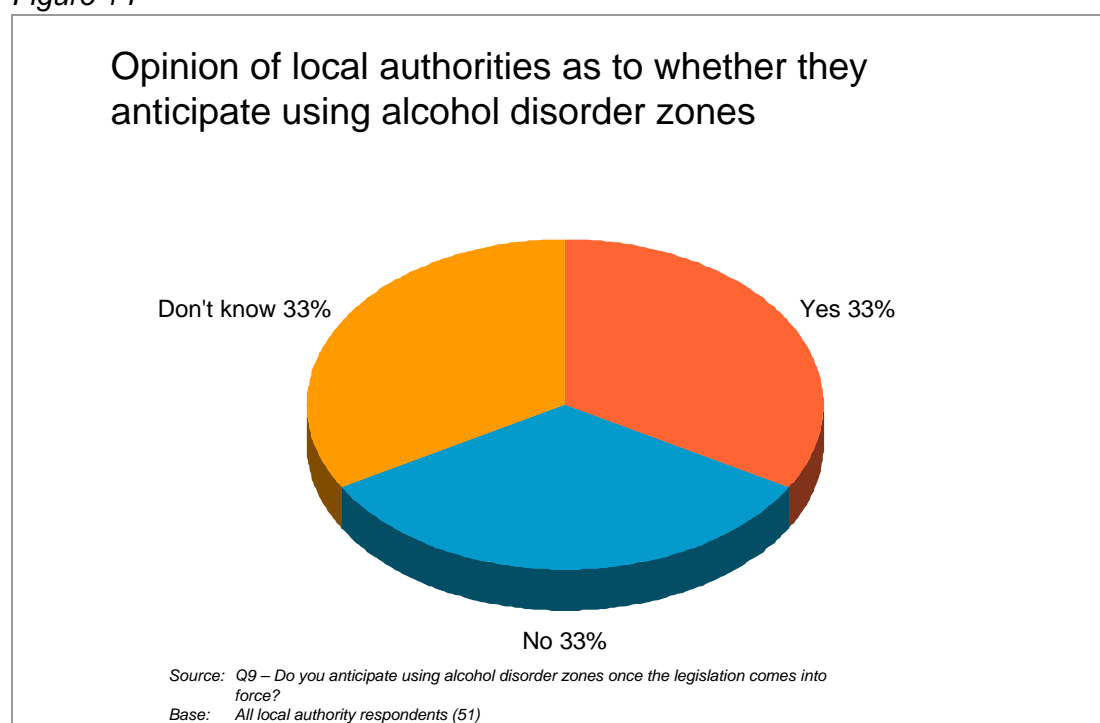 Opinion of local authorities as to whether they
anticipate using alcohol disorder zones
Don't know 33%
Yes 33%
No 33%
Source: Q9 – Do you anticipate using alcohol disorder zones once the legislation comes into
force?
Base: All local authority respondents (51)